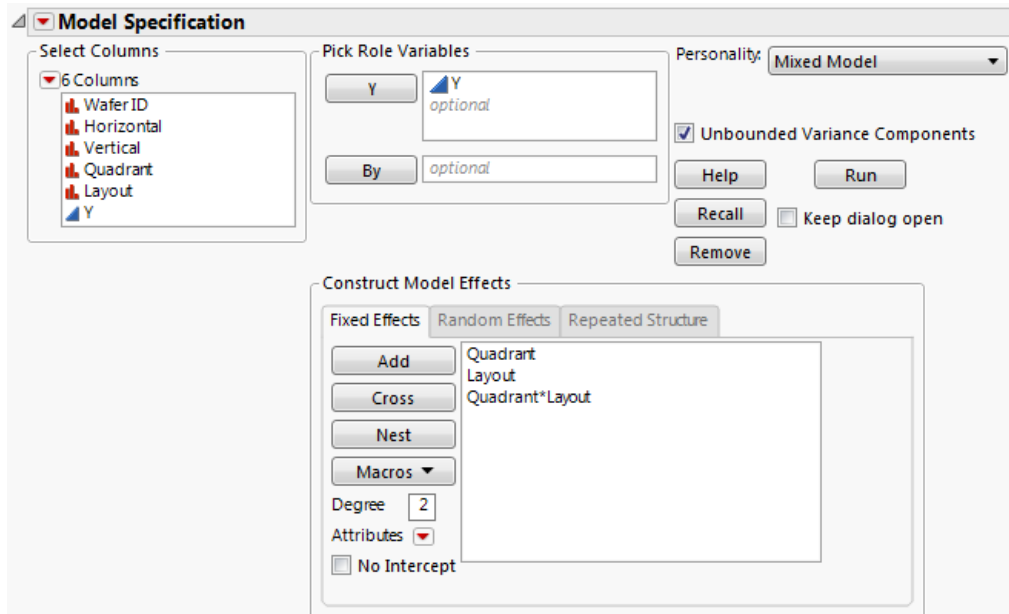 Model Specification
Select Columns
6 Columns
Wafer ID
Horizontal
Vertical
Quadrant
Layout
Y
Pick Role Variables
Y
Y
optional
By
optional
Personality:
Mixed Model
Unbounded Variance Components
Help
Run
Recall
Keep dialog open
Remove
Construct Model Effects
Fixed Effects
Random Effects
Repeated Structure
Add
Cross
Nest
Macros
Degree 2
Attributes
No Intercept
Quadrant
Layout
Quadrant*Layout